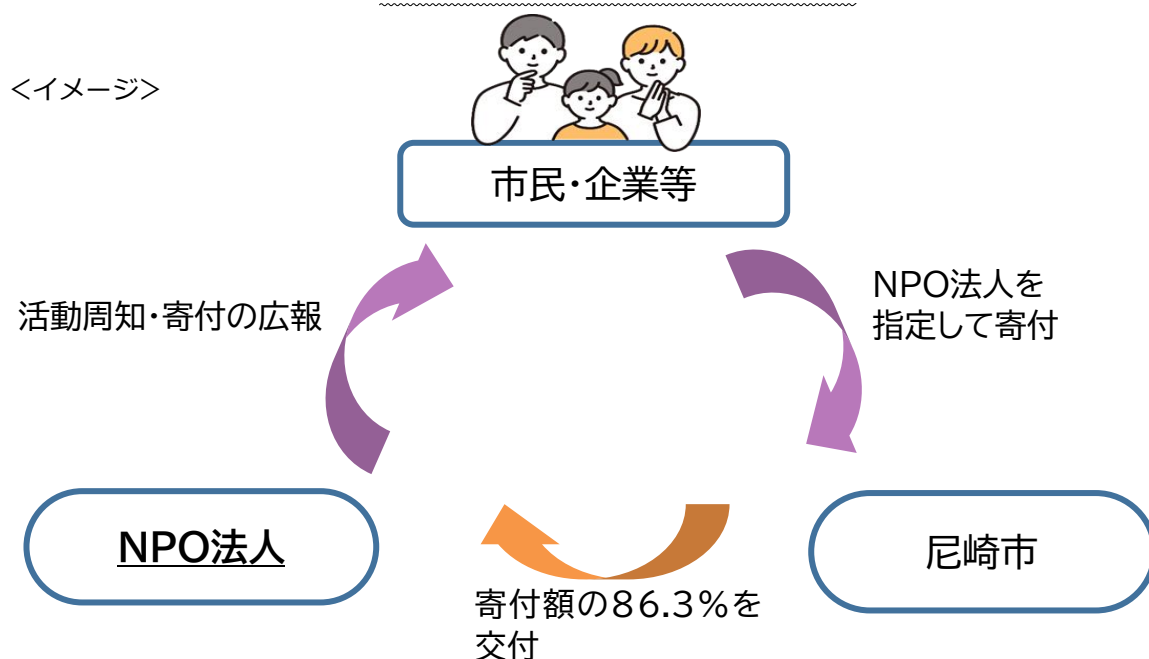 <イメージ>
市民・企業等
活動周知・寄付の広報
NPO法人を
指定して寄付
NPO法人
尼崎市
寄付額の86.3%を
交付